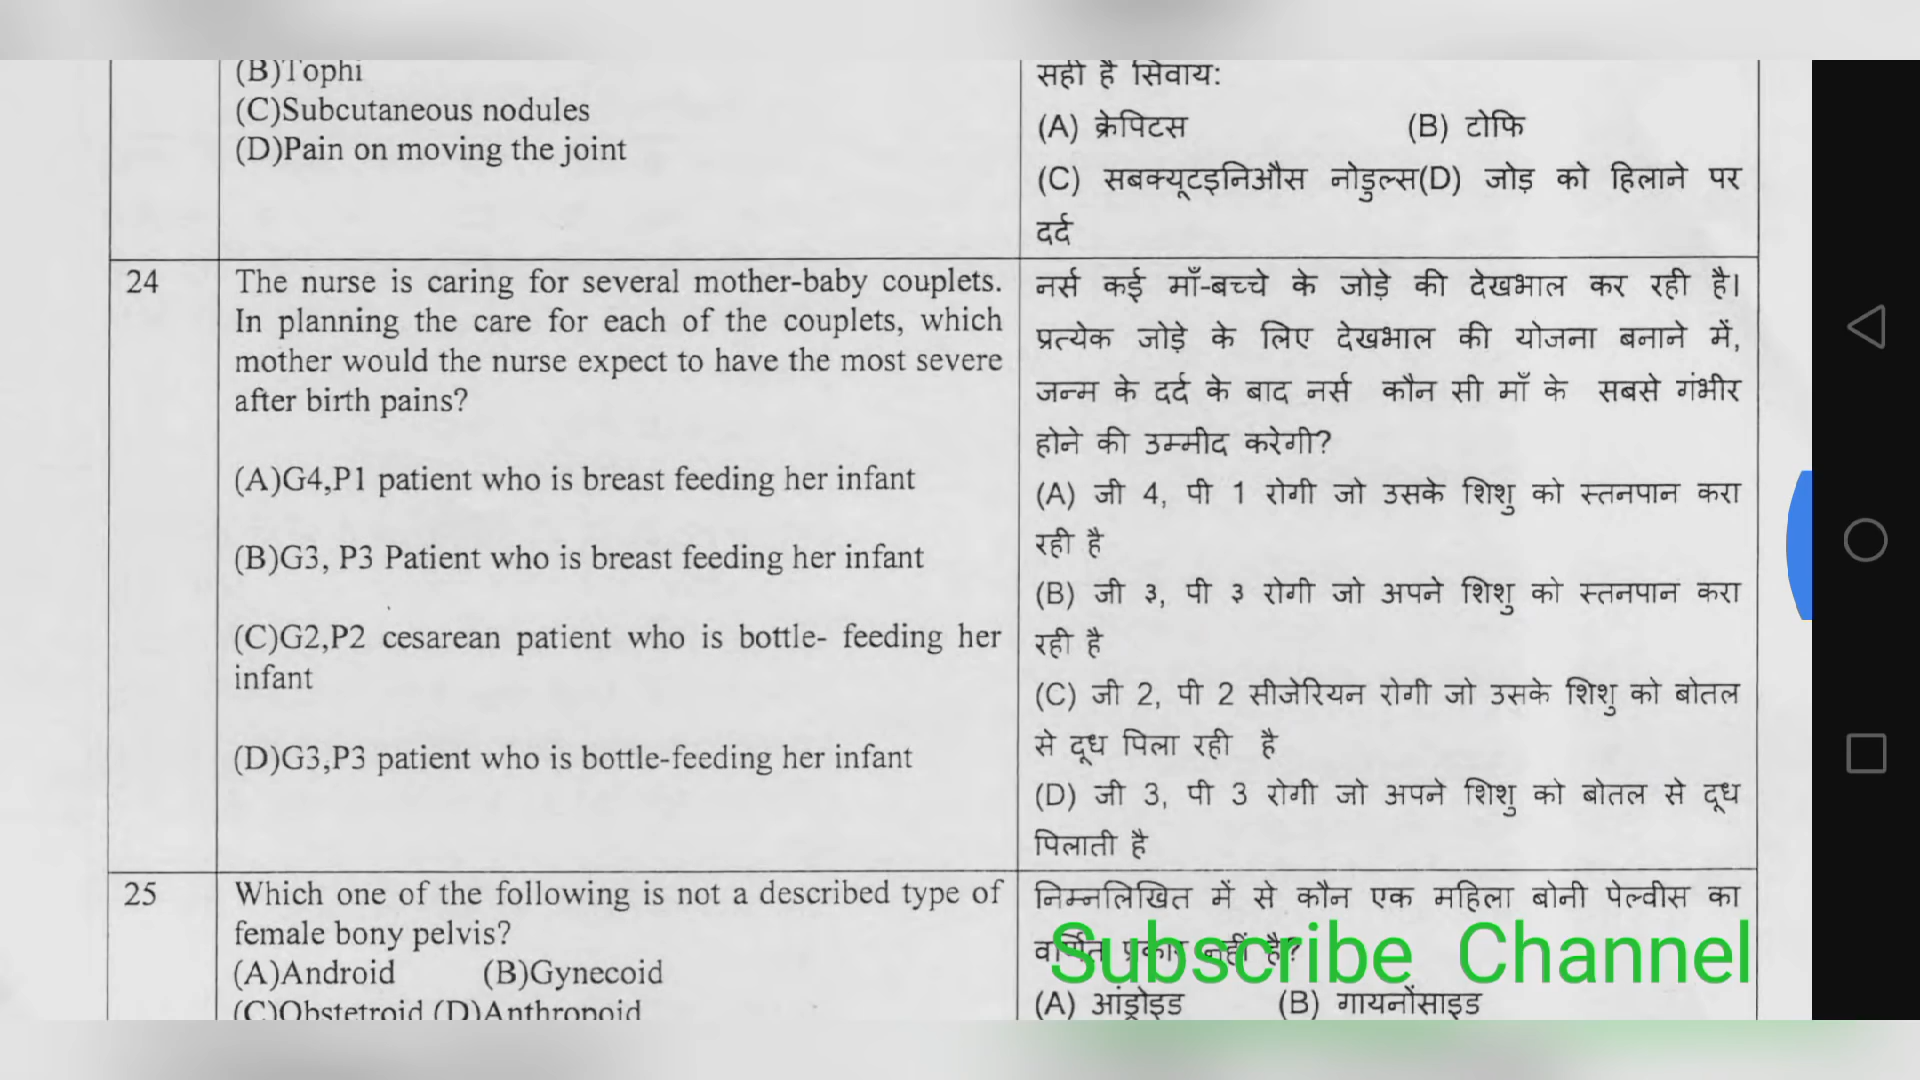 (B)Tophi
(C)Subcutaneous nodules
(D)Pain on moving the joint
सही है सिवाय:
(A) क्रेपिटस (B) टोफि
(C) सबक्यूटइनिऔस नोडुल्स(D) जोड़ को हिलाने पर
दर्द
24
The nurse is caring for several mother-baby couplets.
In planning the care for each of the couplets, which
mother would the nurse expect to have the most severe
after birth pains?
(A)G4,P1 patient who is breast feeding her infant
(B)G3, P3 Patient who is breast feeding her infant
(C)G2,P2 cesarean patient who is bottle- feeding her
infant
(D)G3,P3 patient who is bottle-feeding her infant
नर्स कई माँ-बच्चे के जोड़े की देखभाल कर रही है।
प्रत्येक जोड़े के लिए देखभाल की योजना बनाने में,
जन्म के दर्द के बाद नर्स कौन सी माँ के सबसे गंभीर
होने की उम्मीद करेगी?
(A) जी 4, पी 1 रोगी जो उसके शिशु को स्तनपान करा
रही है
(B) जी ३, पी ३ रोगी जो अपने शिशु को स्तनपान करा
रही है
(C) जी 2, पी 2 सीजेरियन रोगी जो उसके शिशु को बोतल
से दूध पिला रही है
(D) जी 3, पी 3 रोगी जो अपने शिशु को बोतल से दूध
पिलाती है
25
Which one of the following is not a described type of
female bony pelvis?
(A)Android (B)Gynecoid
(C)Obstetroid (D)Anthropoid
निम्नलिखित में से कौन एक महिला बोनी पेल्वीस का
वर्णित प्रकार नहीं है?
(A) आंड्रोइड (B) गायनोंसाइड
Subscribe Channel